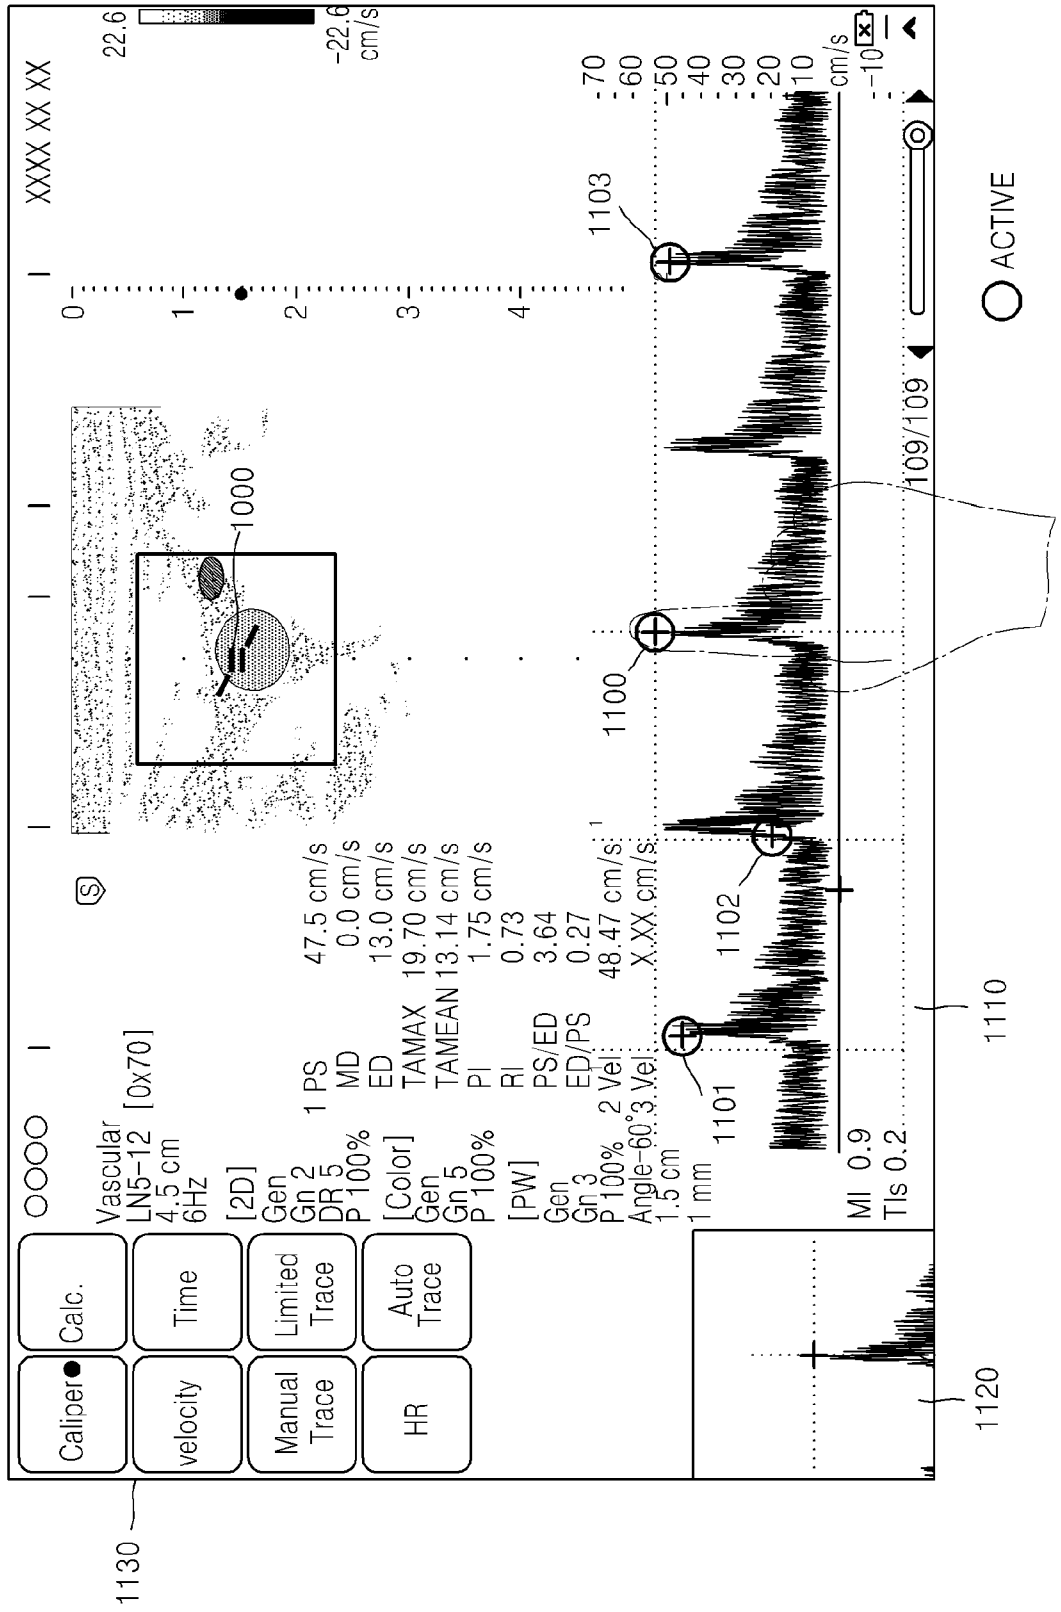 XXXX XX XX
22.6
-22.6
cm/s
Caliper
Calc.
velocity
Time
Manual
Trace
Limited
Trace
HR
Auto
Trace
1130
Vascular
LN5-12 [0x70]
4.5 cm
6Hz
[2D]
Gen
Gn 2
DR 5
P 100%
[Color]
Gen
Gn 5
P 100%
[PW]
Gen
Gn 3
P 100%
Angle-60°
1.5 cm
1 mm
1 PS 47.5 cm/s
MD 0.0 cm/s
ED 13.0 cm/s
TAMAX 19.70 cm/s
TAMEAN 13.14 cm/s
PI 1.75 cm/s
RI 0.73
PS/ED 3.64
ED/PS 0.27
2 Vel 48.47 cm/s
3 Vel X.XX cm/s
S
1000
0
1
2
3
4
1
1
-70
-60
-50
-40
-30
-20
-10
cm/s
--10
1101
1102
1100
1103
MI 0.9
TIs 0.2
109/109
1120
1110
ACTIVE